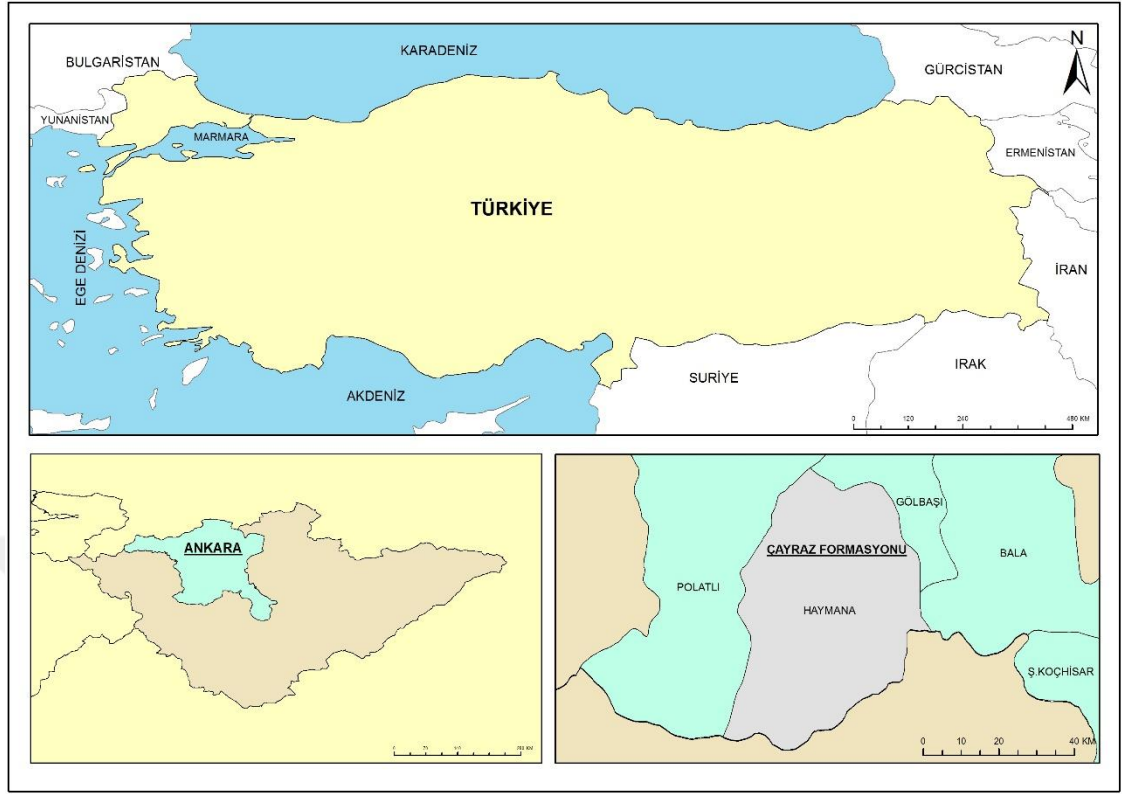 KARADENİZ
N
BULGARİSTAN
GÜRCİSTAN
YUNANİSTAN
MARMARA
ERMENİSTAN
TÜRKİYE
EGE DENİZİ
İRAN
SURİYE
IRAK
AKDENİZ
0 120 240 480 KM
ANKARA
GÖLBAŞI
ÇAYRAZ FORMASYONU
BALA
POLATLI
HAYMANA
Ş.KOÇHİSAR
0 10 20 40 KM